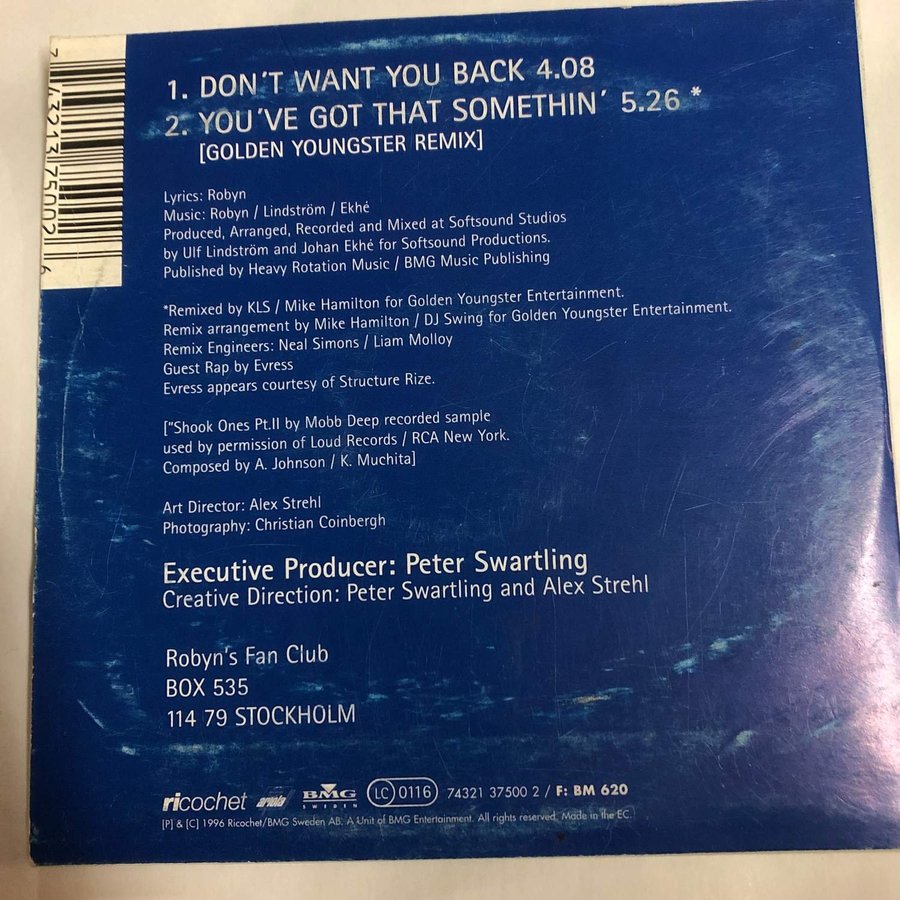 1. DON'T WANT YOU BACK 4.08
2. YOU'VE GOT THAT SOMETHIN' 5.26 *
[GOLDEN YOUNGSTER REMIX]
Lyrics: Robyn
Music: Robyn / Lindström / Ekhé
Produced, Arranged, Recorded and Mixed at Softsound Studios
by Ulf Lindström and Johan Ekhé for Softsound Productions.
Published by Heavy Rotation Music / BMG Music Publishing
*Remixed by KLS / Mike Hamilton for Golden Youngster Entertainment.
Remix arrangement by Mike Hamilton / DJ Swing for Golden Youngster Entertainment.
Remix Engineers: Neal Simons / Liam Molloy
Guest Rap by Evress
Evress appears courtesy of Structure Rize.
["Shook Ones Pt.II by Mobb Deep recorded sample
used by permission of Loud Records / RCA New York.
Composed by A. Johnson / K. Muchita]
Art Director: Alex Strehl
Photography: Christian Coinbergh
Executive Producer: Peter Swartling
Creative Direction: Peter Swartling and Alex Strehl
Robyn's Fan Club
BOX 535
114 79 STOCKHOLM
ricochet ariola BMG SWEDEN LC 0116 74321 37500 2 / F: BM 620
[P] & [C] 1996 Ricochet/BMG Sweden AB. A Unit of BMG Entertainment. All rights reserved. Made in the EC.
7 43213 75002 6